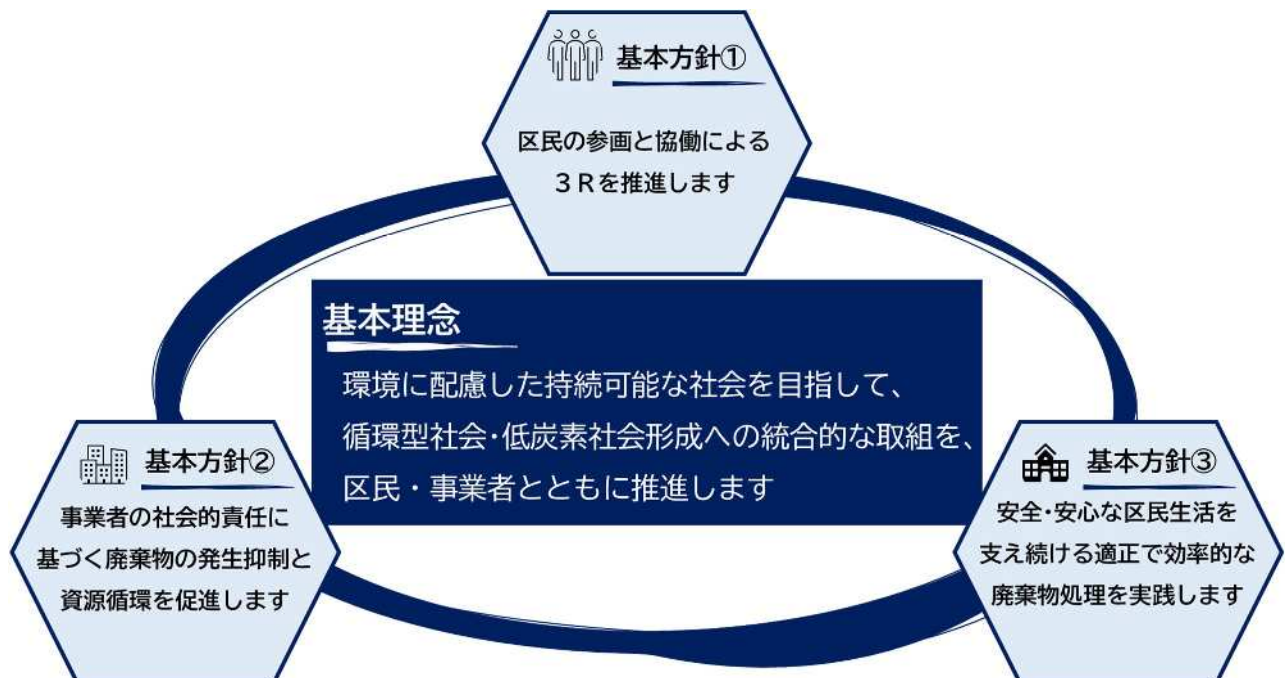 基本方針①
区民の参画と協働による
３Ｒを推進します
基本理念
環境に配慮した持続可能な社会を目指して、
循環型社会・低炭素社会形成への統合的な取組を、
区民・事業者とともに推進します
基本方針②
事業者の社会的責任に
基づく廃棄物の発生抑制と
資源循環を促進します
基本方針③
安全・安心な区民生活を
支え続ける適正で効率的な
廃棄物処理を実践します